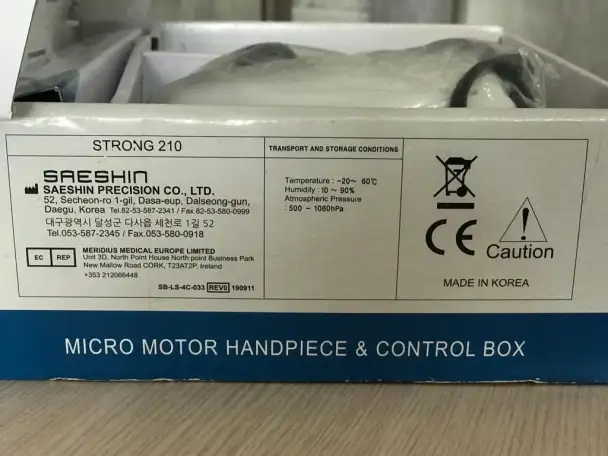 STRONG 210
SAESHIN
SAESHIN PRECISION CO., LTD.
52, Secheon-ro 1-gil, Dasa-eup, Dalseong-gun,
Daegu, Korea Tel.82-53-587-2341 / Fax.82-53-580-0999
대구광역시 달성군 다사읍 세천로 1길 52
Tel.053-587-2345 / Fax.053-580-0918
EC REP
MERIDIUS MEDICAL EUROPE LIMITED
Unit 3D, North Point House North point Business Park
New Mallow Road CORK, T23AT2P, Ireland
+353 212066448
SB-LS-4C-033 REV0 190911
TRANSPORT AND STORAGE CONDITIONS
Temperature : -20~ 60℃
Humidity : 10 ~ 90%
Atmospheric Pressure
: 500 ~ 1060hPa
CE
!
Caution
MADE IN KOREA
MICRO MOTOR HANDPIECE & CONTROL BOX